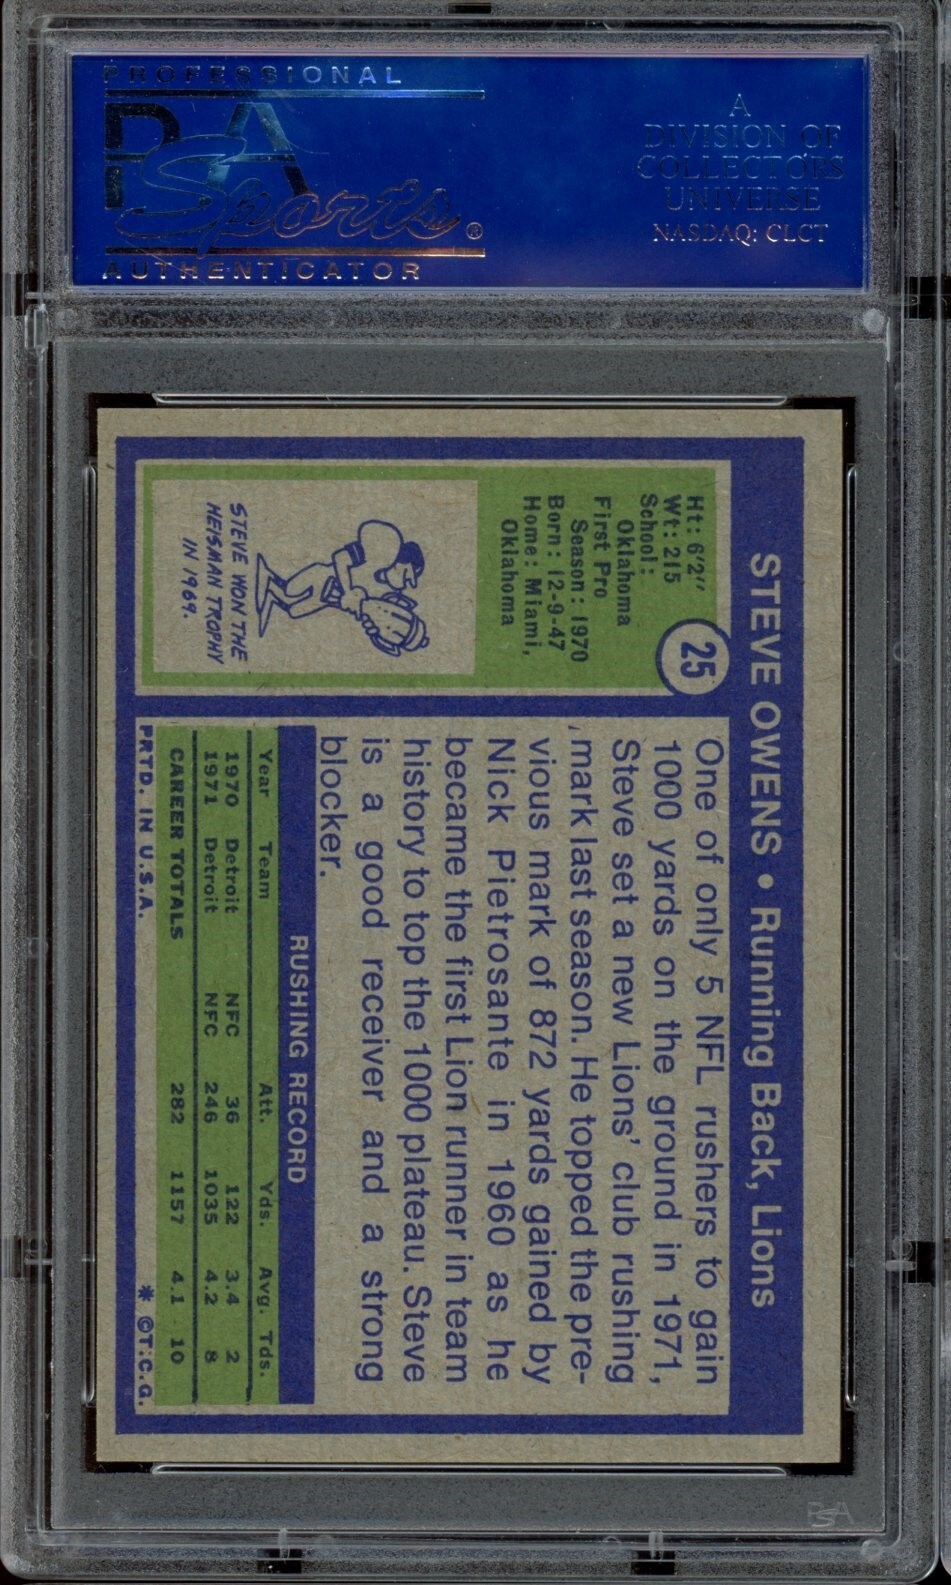 PROFESSIONAL
PSA
Sports®
AUTHENTICATOR
A
DIVISION OF
COLLECTORS
UNIVERSE
NASDAQ: CLCT
STEVE OWENS • Running Back, Lions
25
Ht: 6'2"
Wt: 215
School:
Oklahoma
First Pro
Season: 1970
Born: 12-9-47
Home: Miami,
Oklahoma
STEVE WON THE
HEISMAN TROPHY
IN 1969.
One of only 5 NFL rushers to gain
1000 yards on the ground in 1971,
Steve set a new Lions' club rushing
mark last season. He topped the pre-
vious mark of 872 yards gained by
Nick Pietrosante in 1960 as he
became the first Lion runner in team
history to top the 1000 plateau. Steve
is a good receiver and a strong
blocker.
RUSHING RECORD
Year Team Att. Yds. Avg. Tds.
1970 Detroit NFC 36 122 3.4 2
1971 Detroit NFC 246 1035 4.2 8
CAREER TOTALS 282 1157 4.1 10
PRTD. IN U.S.A. * ©T.C.G.
PSA